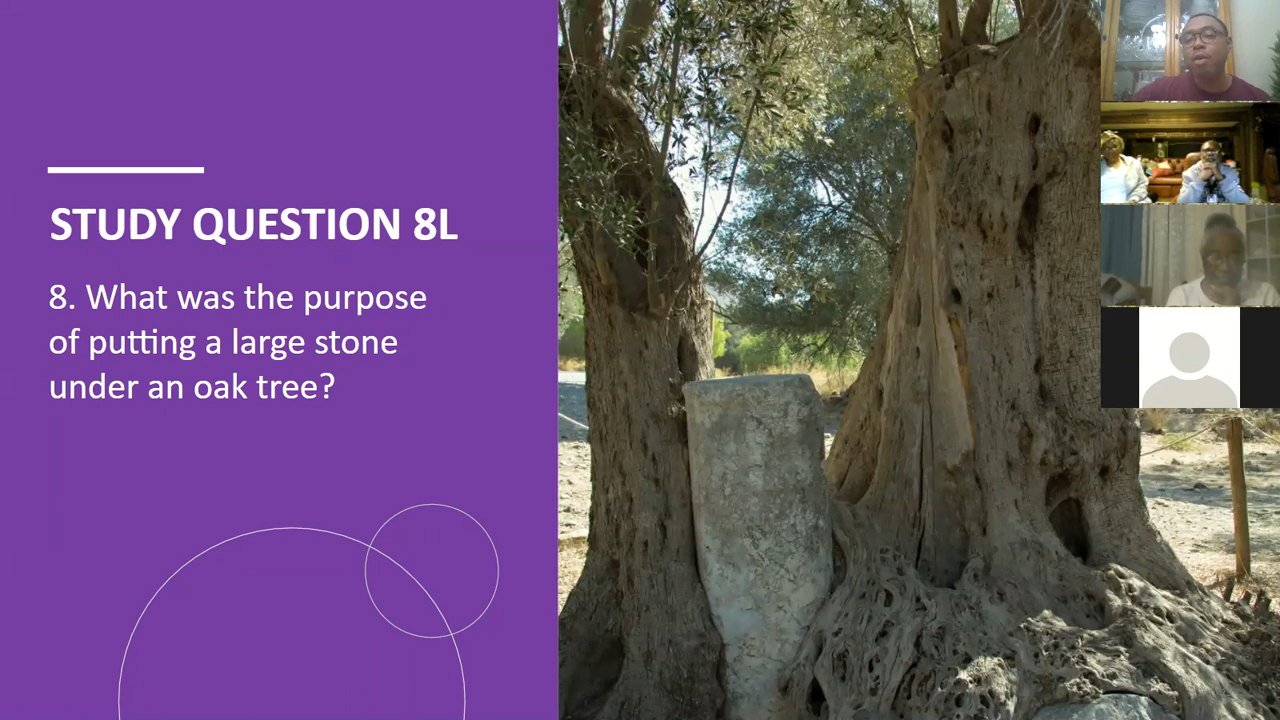 STUDY QUESTION 8L
8. What was the purpose
of putting a large stone
under an oak tree?